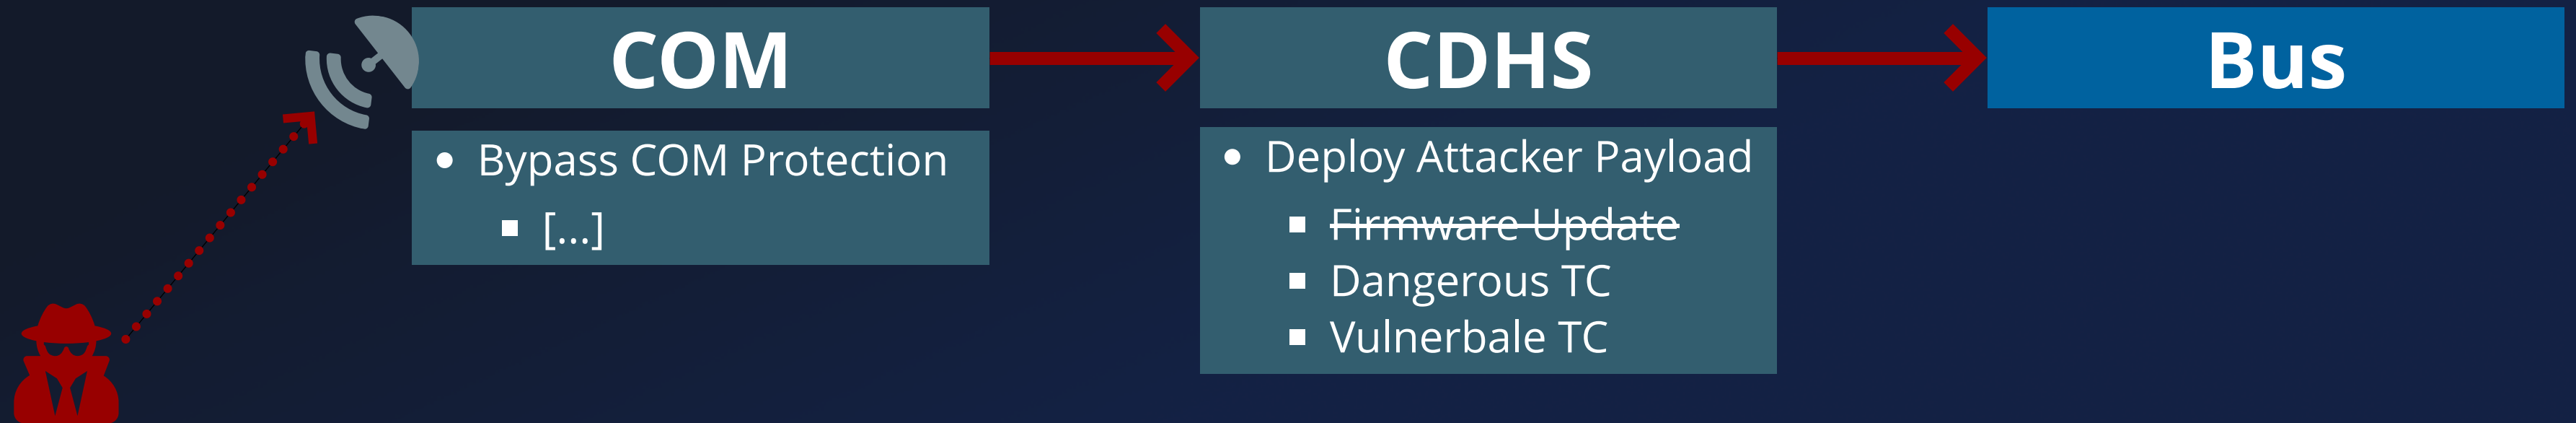 COM
CDHS
Bus
Bypass COM Protection
[...]
Deploy Attacker Payload
Firmware Update
Dangerous TC
Vulnerbale TC